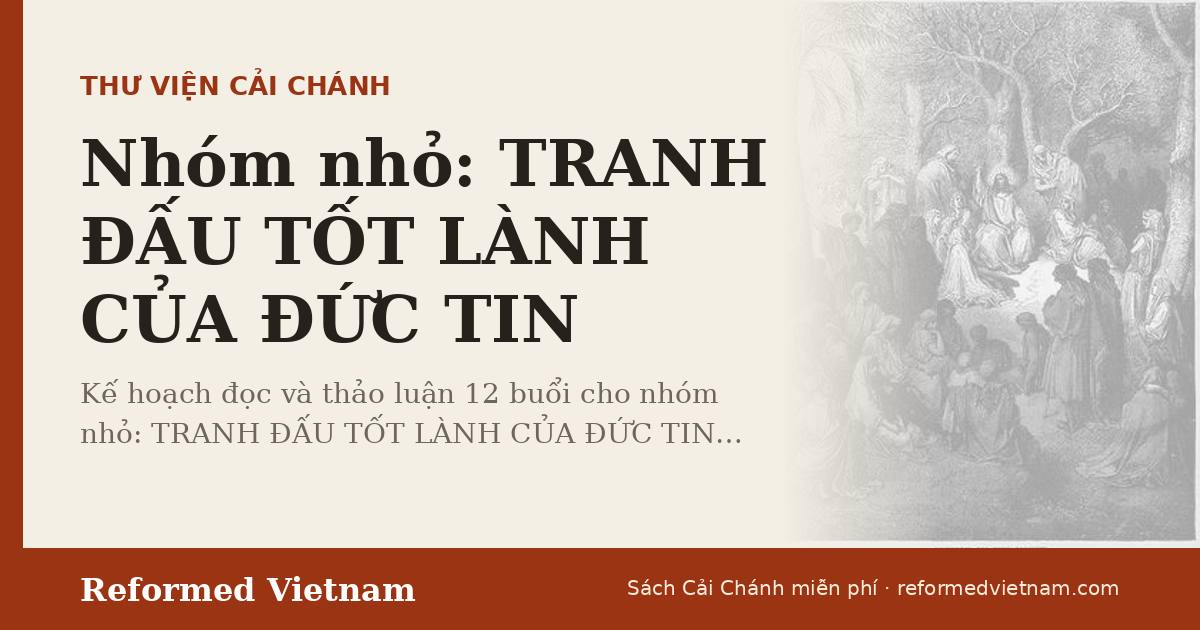 THƯ VIỆN CẢI CHÁNH
Nhóm nhỏ: TRANH
ĐẤU TỐT LÀNH
CỦA ĐỨC TIN
Kế hoạch đọc và thảo luận 12 buổi cho nhóm
nhỏ: TRANH ĐẤU TỐT LÀNH CỦA ĐỨC TIN...
Reformed Vietnam
Sách Cải Chánh miễn phí · reformedvietnam.com